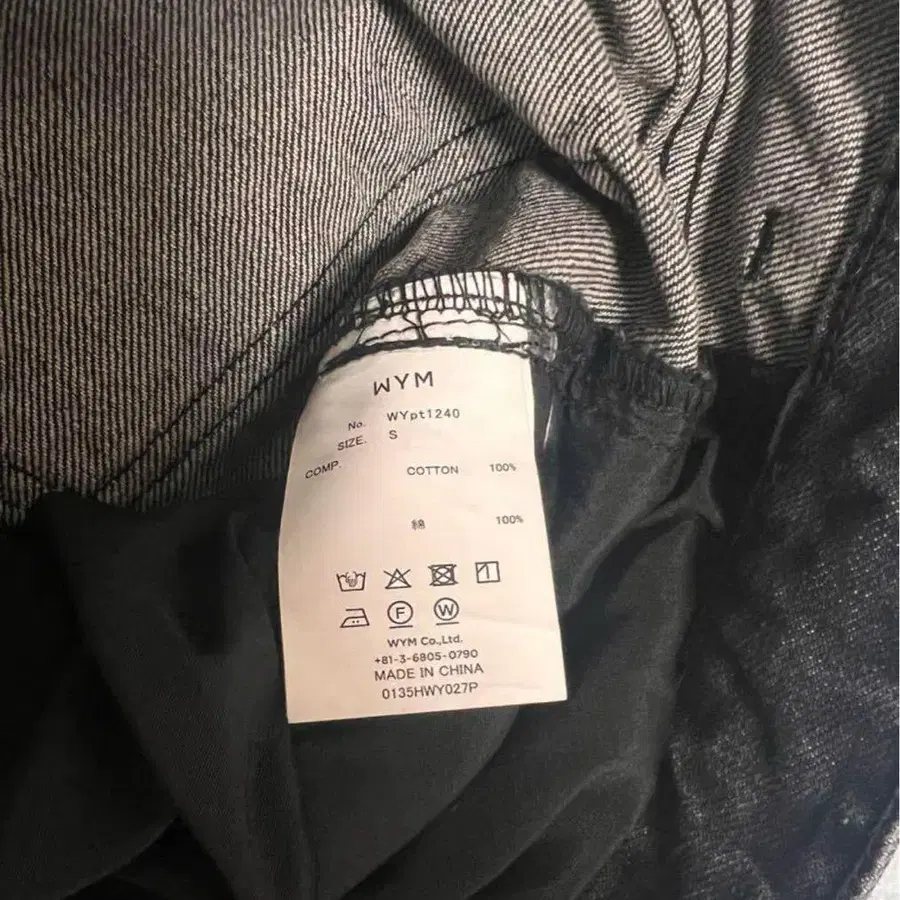 WYM
No. WYpt1240
SIZE. S
COMP.
COTTON 100%
綿 100%
F W
WYM Co.,Ltd.
+81-3-6805-0790
MADE IN CHINA
0135HWY027P